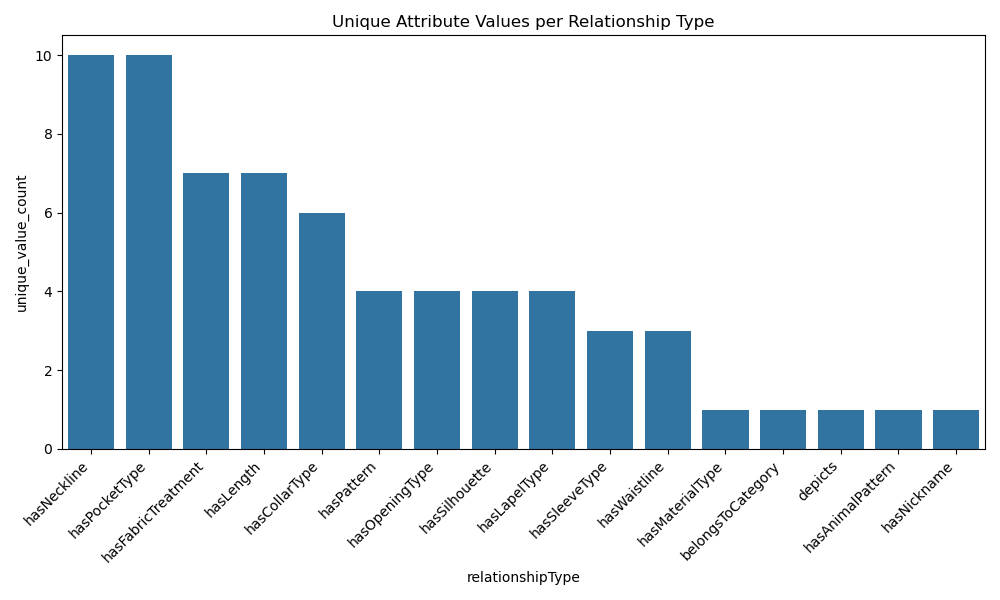 Unique Attribute Values per Relationship Type
unique_value_count
10
8
6
4
2
0
hasNeckline
hasPocketType
hasFabricTreatment
hasLength
hasCollarType
hasPattern
hasOpeningType
hasSilhouette
hasLapelType
hasSleeveType
hasWaistline
hasMaterialType
belongsToCategory
depicts
hasAnimalPattern
hasNickname
relationshipType